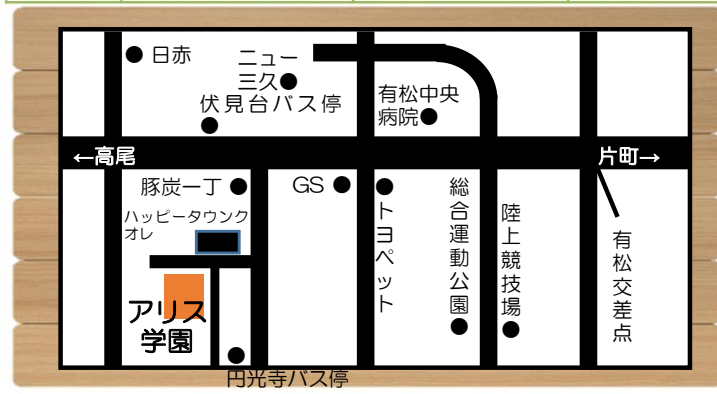 日赤
ニュー
三久
伏見台バス停
有松中央
病院
←高尾
片町→
豚炭一丁
GS
ハッピータウンク
オレ
アリス
学園
円光寺バス停
トヨペット
総合運動公園
陸上競技場
有松交差点